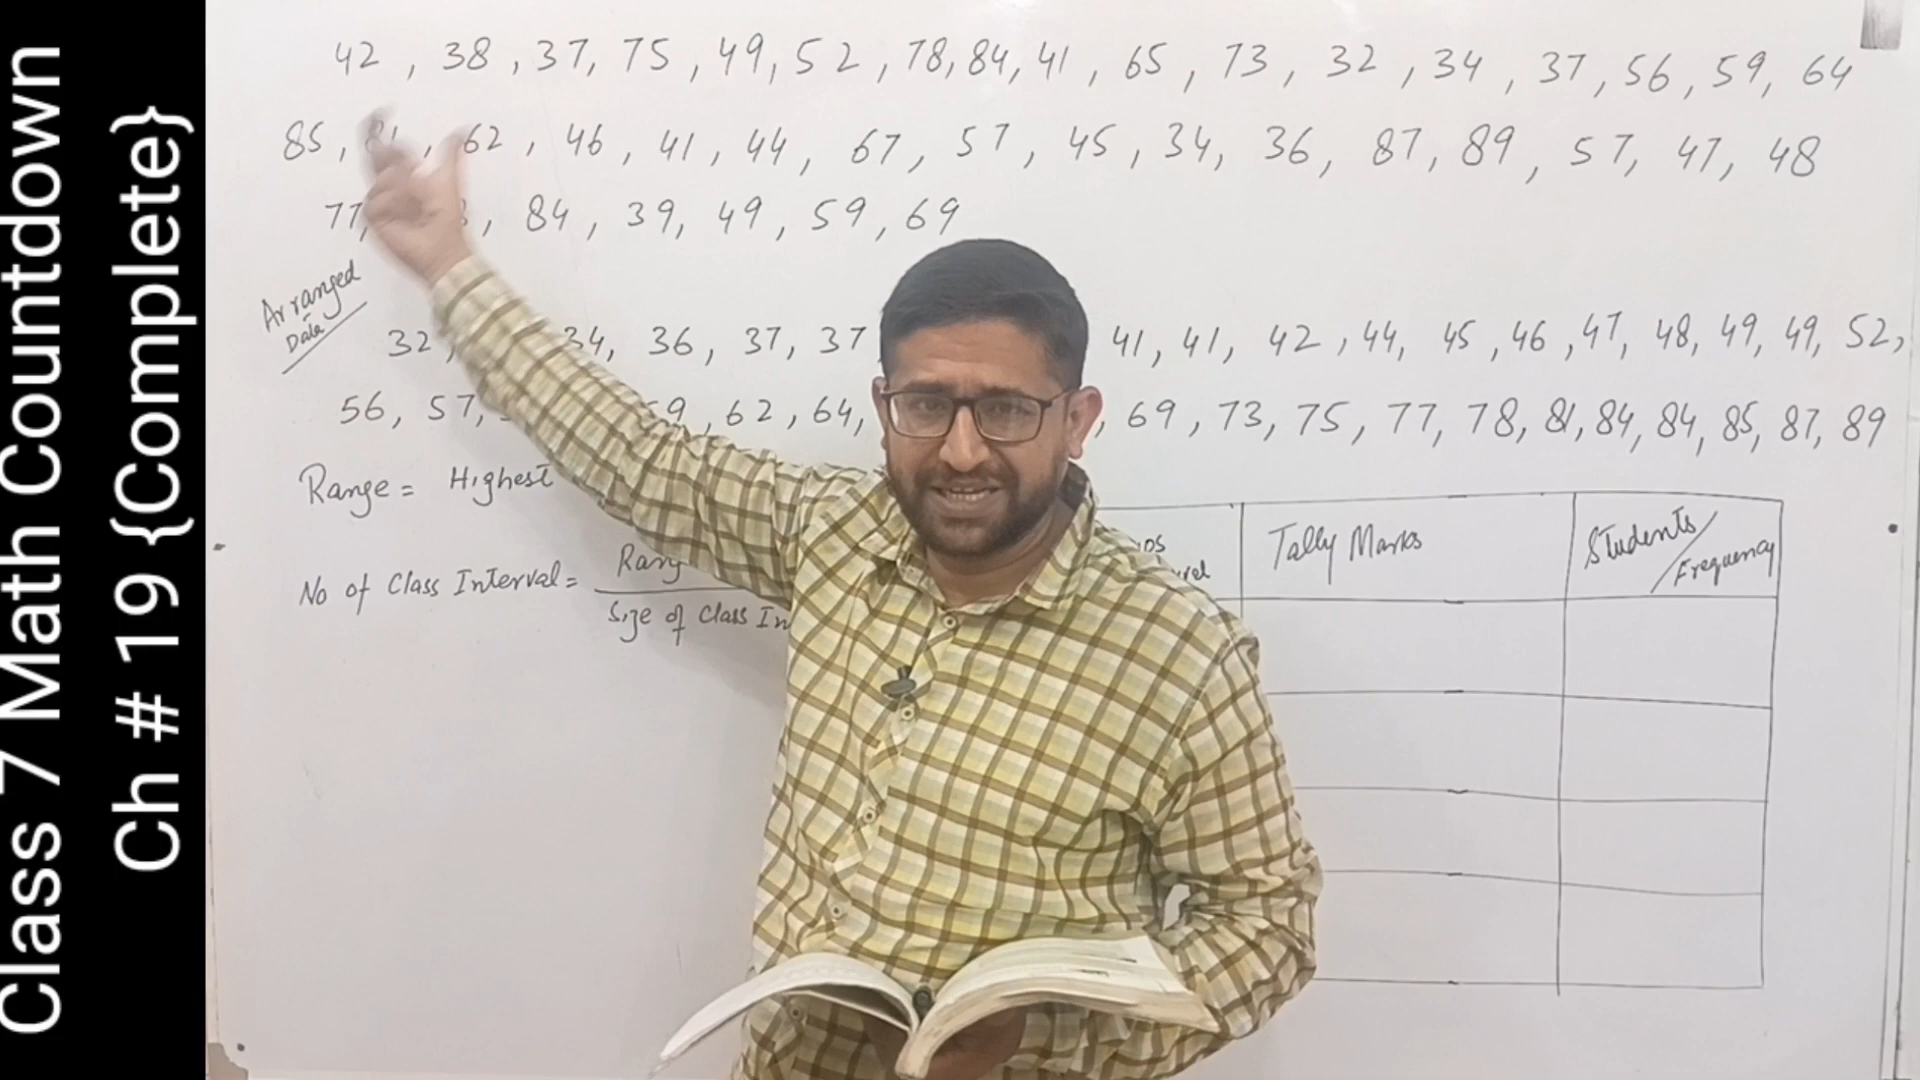 Class 7 Math Countdown
Ch # 19 {Complete}
42 , 38 , 37, 75 , 49, 52 , 78, 84, 41 , 65 , 73 , 32 , 34 , 37, 56 , 59 , 64
85 , 62 , 46 , 41 , 44 , 67 , 57 , 45 , 34, 36 , 87, 89 , 57, 47, 48
77, 84 , 39, 49 , 59 , 69
Arranged
Data
32 , 34, 36 , 37, 37 41 , 41 , 42 , 44, 45 , 46 , 47, 48, 49, 49, 52,
56 , 57, 62 , 64, , 69 , 73 , 75 , 77, 78, 81, 84, 84, 85, 87, 89
Range = Highest
No of Class Interval =
Size of Class
Tally Marks
Students / Frequency